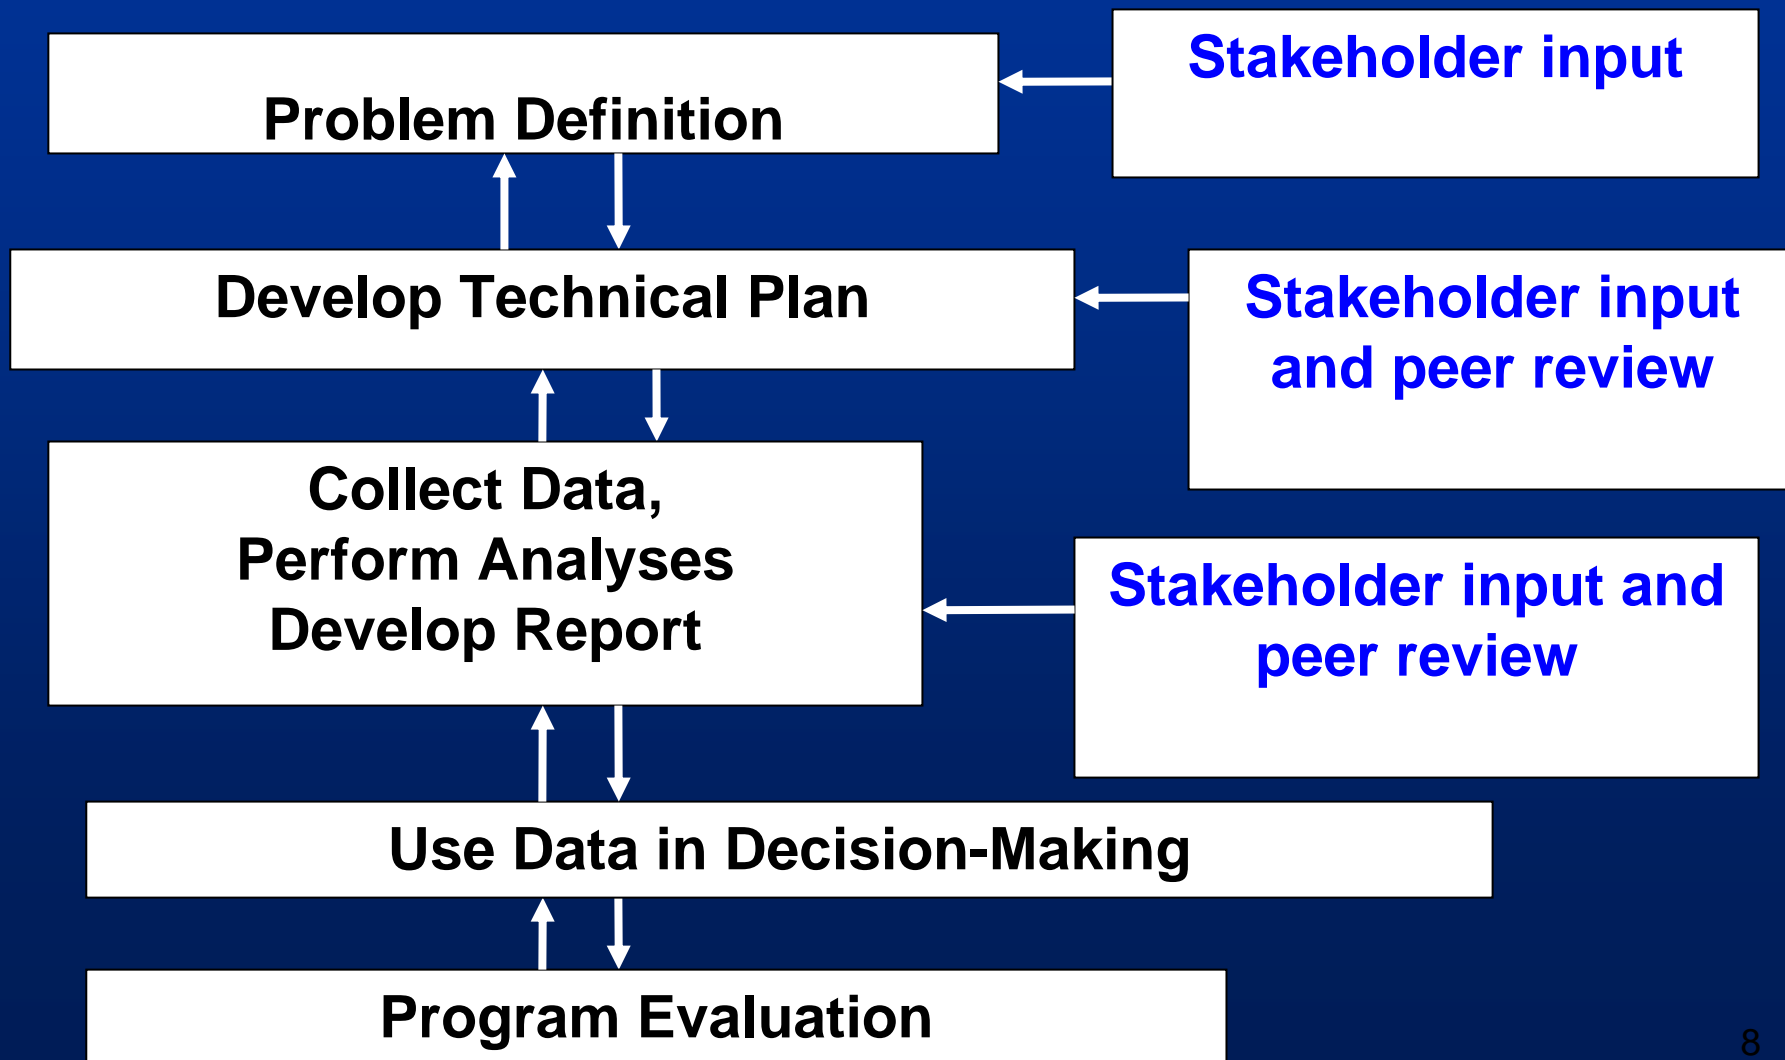 Stakeholder input
Problem Definition
Develop Technical Plan
Stakeholder input
and peer review
Collect Data,
Perform Analyses
Develop Report
Stakeholder input and
peer review
Use Data in Decision-Making
Program Evaluation
8